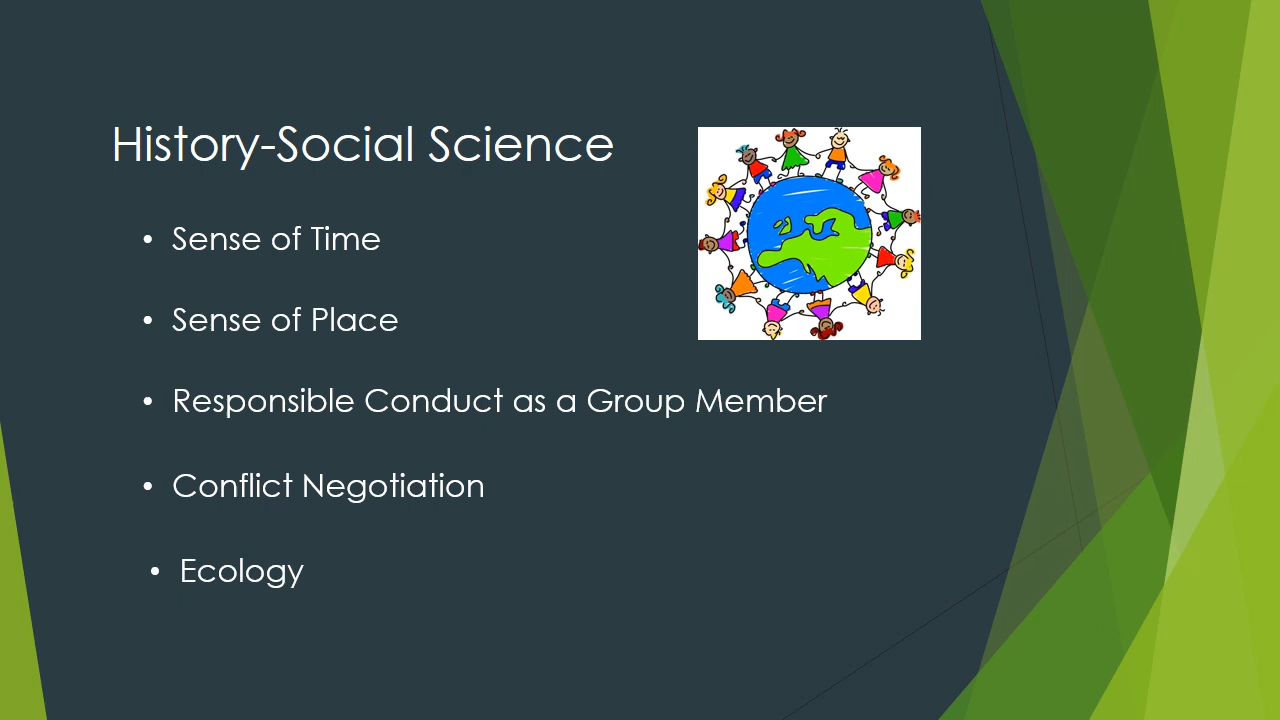 History-Social Science
• Sense of Time
• Sense of Place
• Responsible Conduct as a Group Member
• Conflict Negotiation
• Ecology